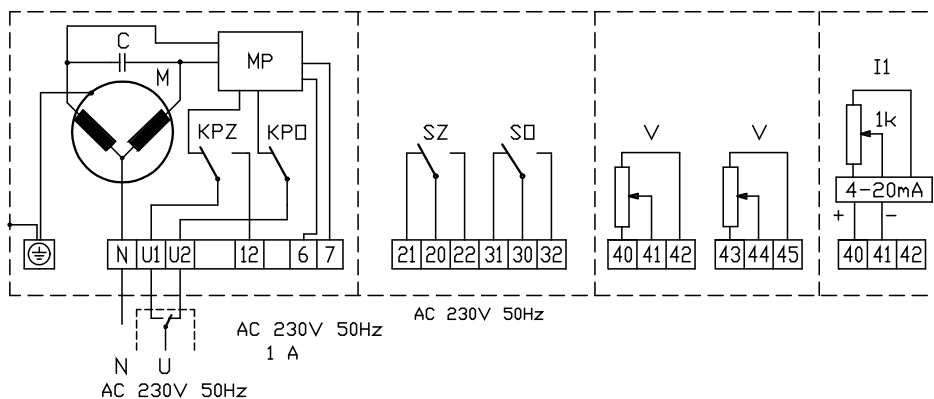 C
M
MP
KPZ
KPO
N
U1
U2
12
6
7
AC 230V 50Hz
1 A
N
U
AC 230V 50Hz
SZ
SO
21
20
22
31
30
32
AC 230V 50Hz
V
V
40
41
42
43
44
45
I1
1k
4-20mA
+
−
40
41
42